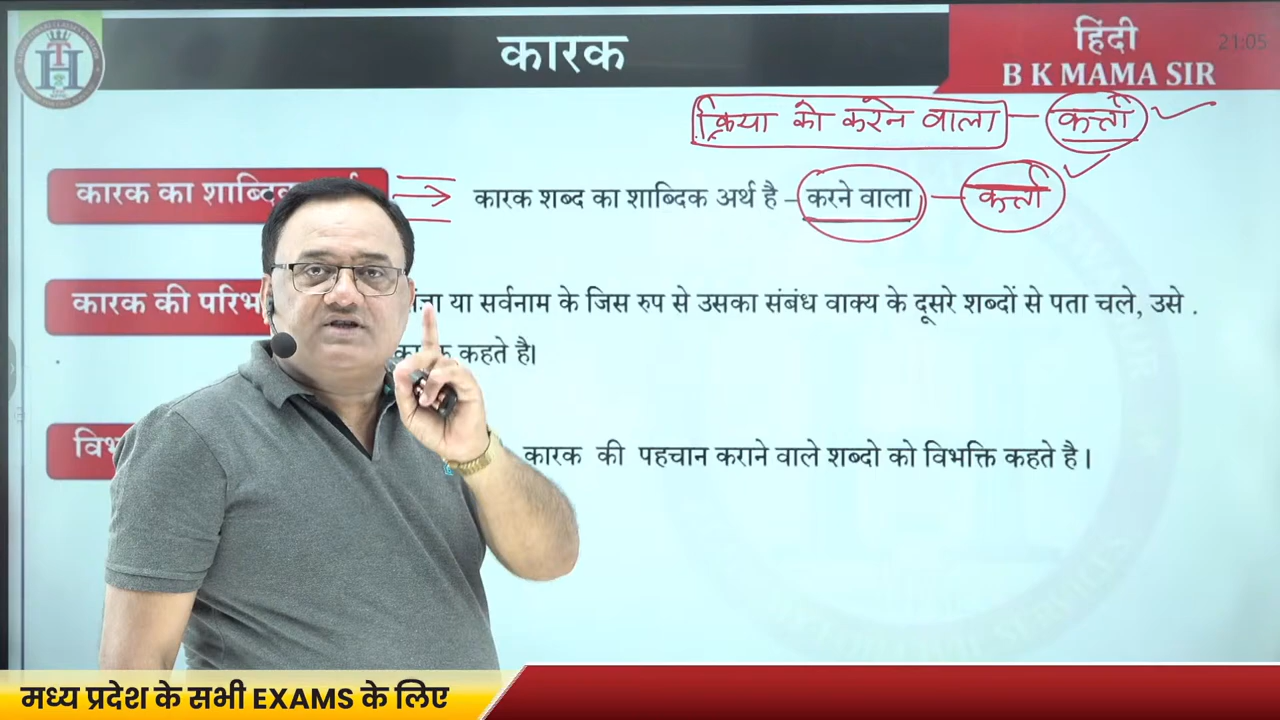 कारक
हिंदी
21:05
B K MAMA SIR
क्रिया को करने वाला – कर्त्ता
कारक का शाब्दिक
कारक शब्द का शाब्दिक अर्थ है – करने वाला – कर्त्ता
कारक की
या सर्वनाम के जिस रुप से उसका संबंध वाक्य के दूसरे शब्दों से पता चले, उसे .
कहते है।
कारक की पहचान कराने वाले शब्दो को विभक्ति कहते है ।
मध्य प्रदेश के सभी EXAMS के लिए